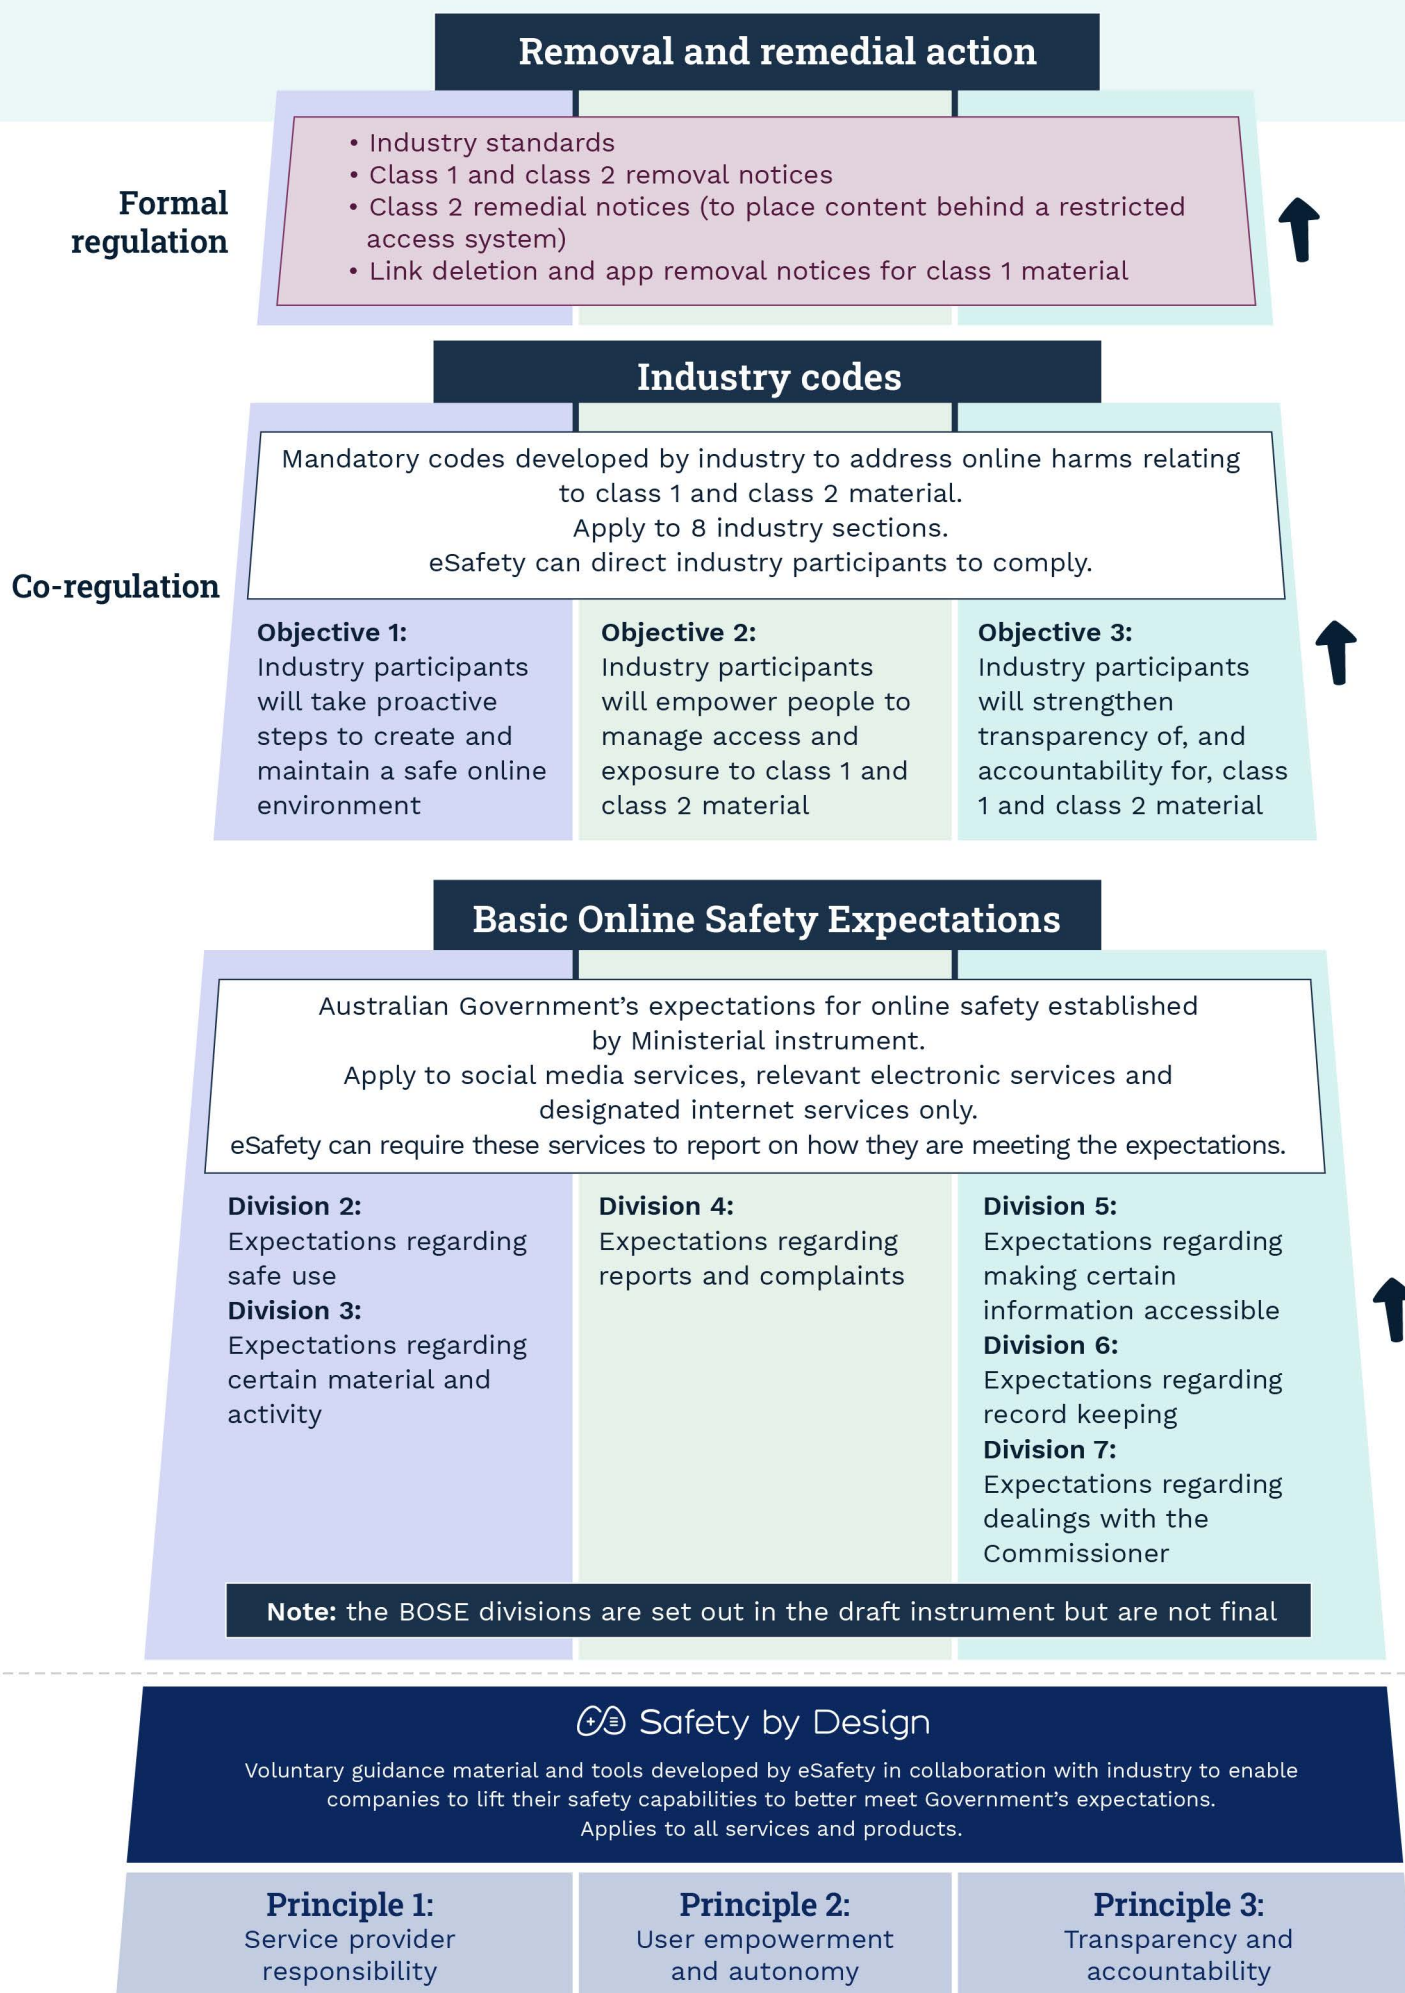 Removal and remedial action
Formal
regulation
• Industry standards
• Class 1 and class 2 removal notices
• Class 2 remedial notices (to place content behind a restricted
access system)
• Link deletion and app removal notices for class 1 material
Industry codes
Co-regulation
Mandatory codes developed by industry to address online harms relating
to class 1 and class 2 material.
Apply to 8 industry sections.
eSafety can direct industry participants to comply.
Objective 1:
Industry participants
will take proactive
steps to create and
maintain a safe online
environment
Objective 2:
Industry participants
will empower people to
manage access and
exposure to class 1 and
class 2 material
Objective 3:
Industry participants
will strengthen
transparency of, and
accountability for, class
1 and class 2 material
Basic Online Safety Expectations
Australian Government’s expectations for online safety established
by Ministerial instrument.
Apply to social media services, relevant electronic services and
designated internet services only.
eSafety can require these services to report on how they are meeting the expectations.
Division 2:
Expectations regarding
safe use
Division 3:
Expectations regarding
certain material and
activity
Division 4:
Expectations regarding
reports and complaints
Division 5:
Expectations regarding
making certain
information accessible
Division 6:
Expectations regarding
record keeping
Division 7:
Expectations regarding
dealings with the
Commissioner
Note: the BOSE divisions are set out in the draft instrument but are not final
Safety by Design
Voluntary guidance material and tools developed by eSafety in collaboration with industry to enable
companies to lift their safety capabilities to better meet Government’s expectations.
Applies to all services and products.
Principle 1:
Service provider
responsibility
Principle 2:
User empowerment
and autonomy
Principle 3:
Transparency and
accountability